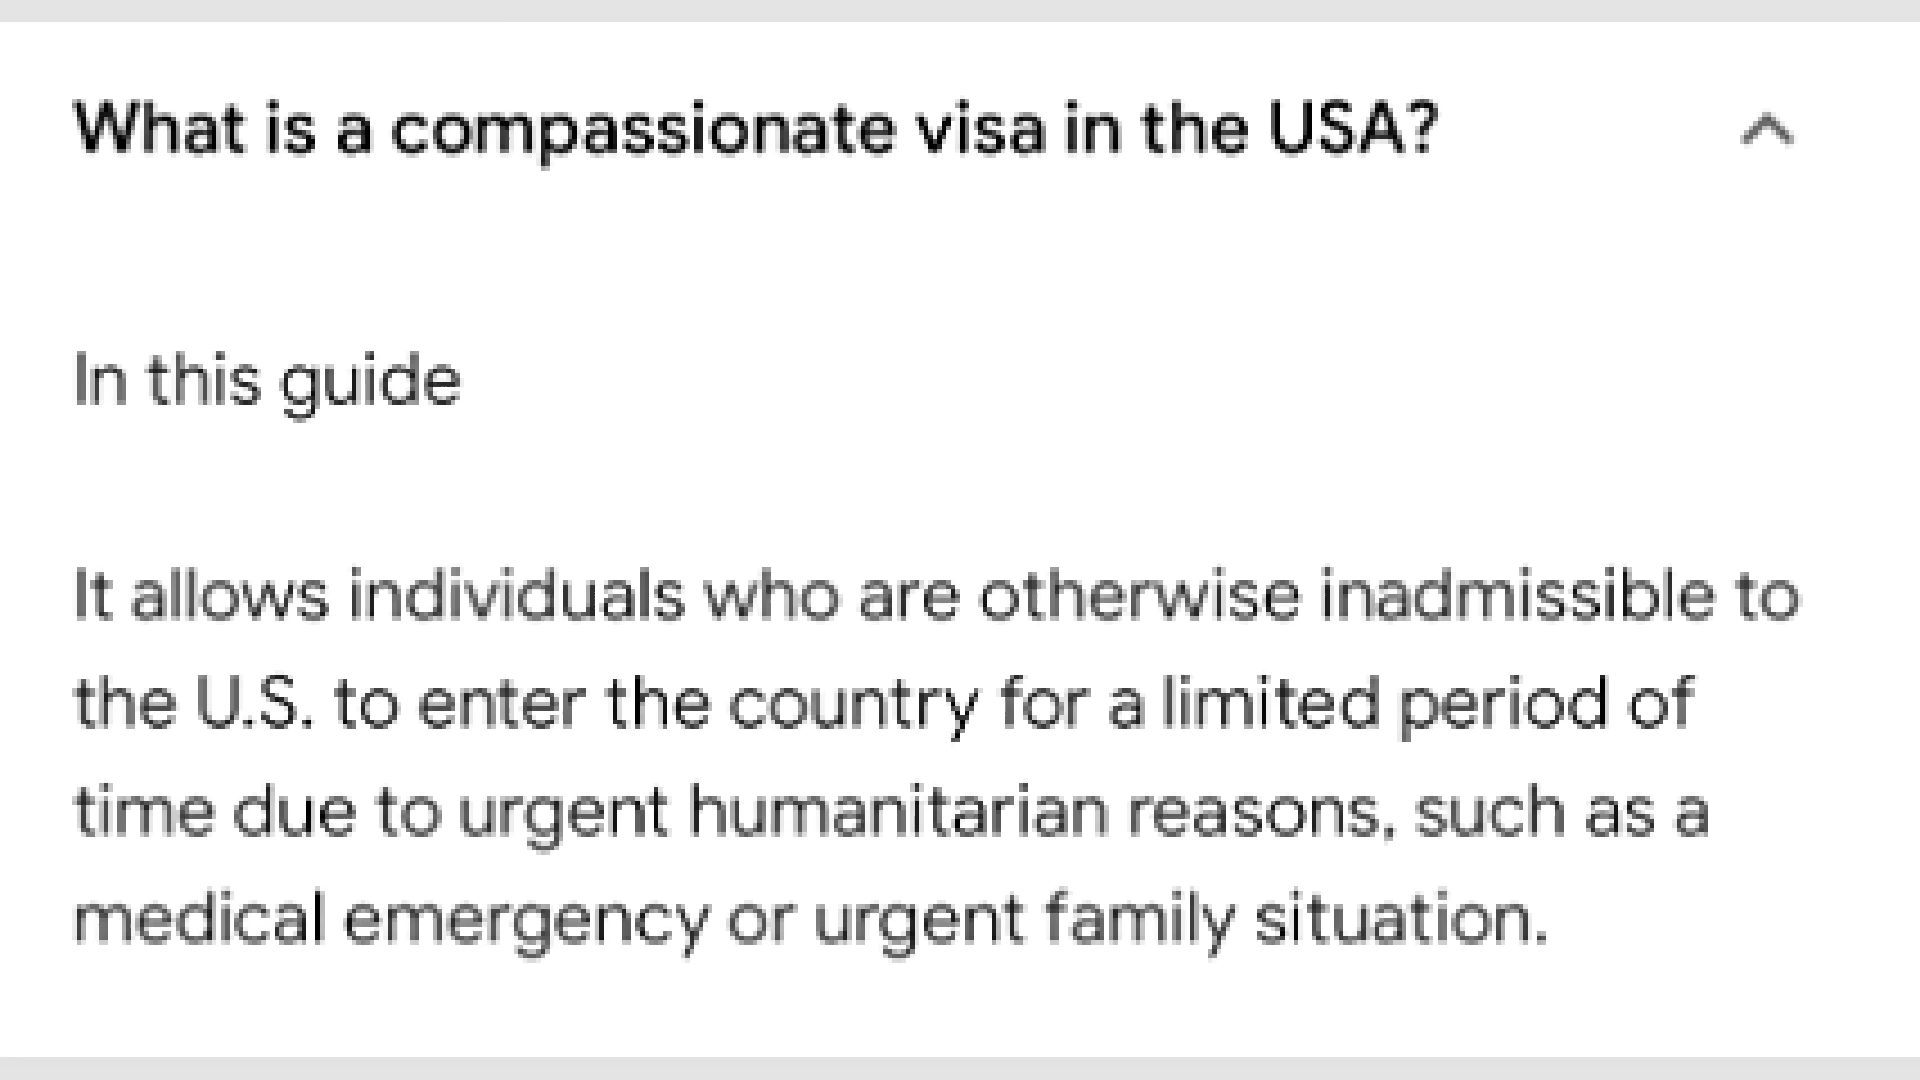 What is a compassionate visa in the USA?
In this guide
It allows individuals who are otherwise inadmissible to
the U.S. to enter the country for a limited period of
time due to urgent humanitarian reasons, such as a
medical emergency or urgent family situation.